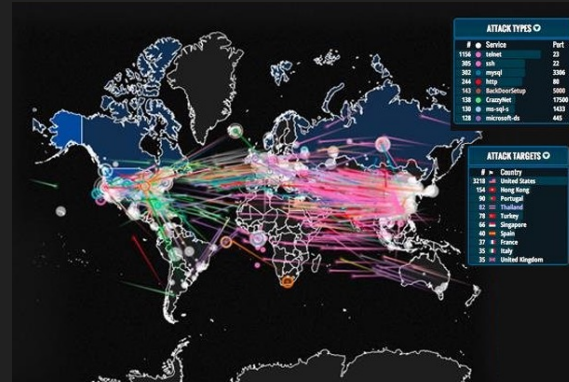 ATTACK TYPES
# Service Port
1156 telnet 23
305 ssh 22
302 mysql 3306
244 http 80
143 BackDoorSetup 5000
138 CrazzyNet 17500
130 ms-sql-s 1433
128 microsoft-ds 445
ATTACK TARGETS
# Country
3218 United States
154 Hong Kong
90 Portugal
82 Thailand
78 Turkey
66 Singapore
40 Spain
37 France
35 Italy
35 United Kingdom